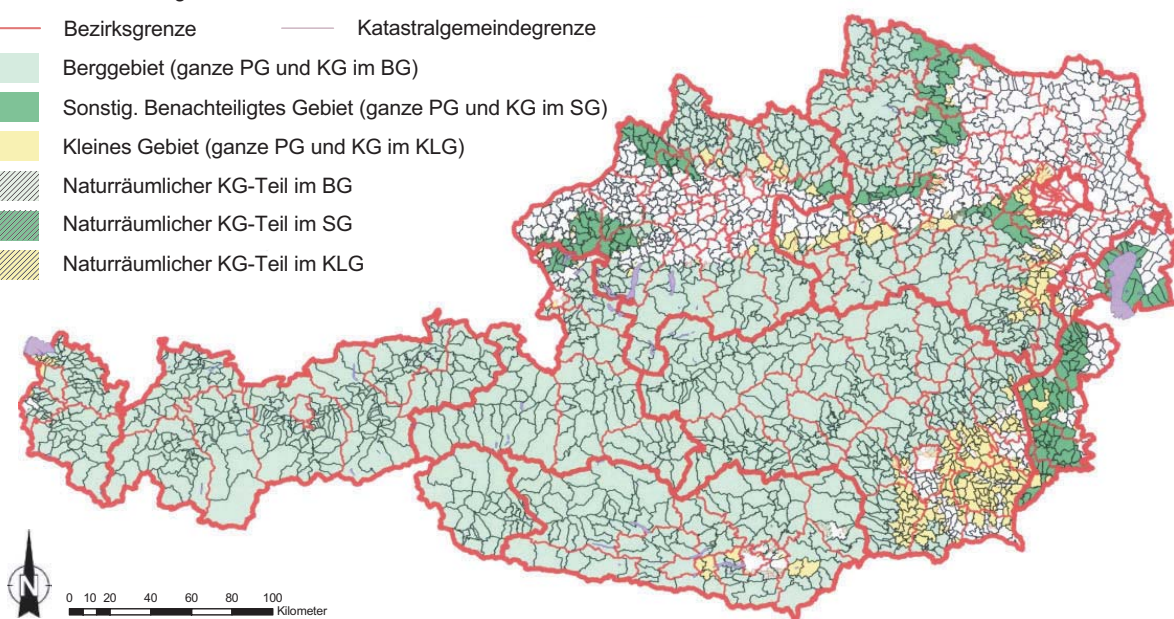 Bezirksgrenze Katastralgemeindegrenze
Berggebiet (ganze PG und KG im BG)
Sonstig. Benachteiligtes Gebiet (ganze PG und KG im SG)
Kleines Gebiet (ganze PG und KG im KLG)
Naturräumlicher KG-Teil im BG
Naturräumlicher KG-Teil im SG
Naturräumlicher KG-Teil im KLG
N
0 10 20 40 60 80 100
Kilometer